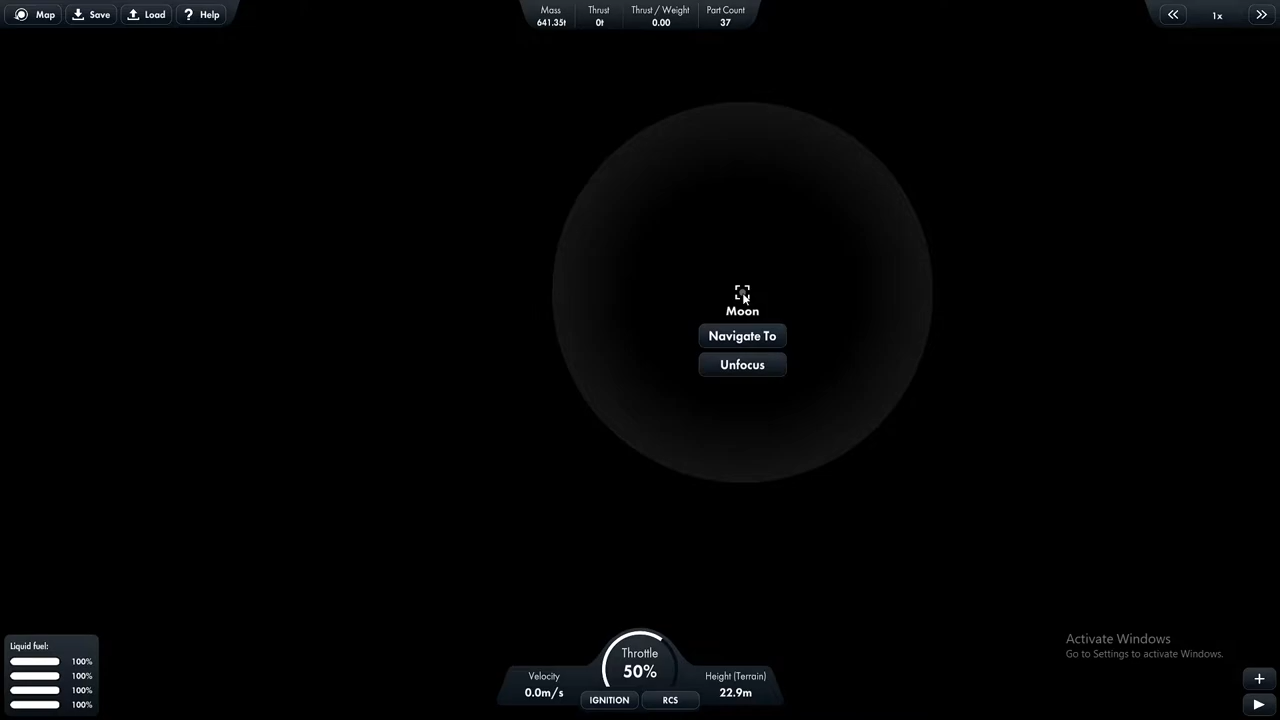 Map
Save
Load
Help
Mass
641.35t
Thrust
0t
Thrust / Weight
0.00
Part Count
37
1x
Moon
Navigate To
Unfocus
Liquid fuel:
100%
100%
100%
100%
Throttle
50%
Velocity
0.0m/s
IGNITION
RCS
Height (Terrain)
22.9m
Activate Windows
Go to Settings to activate Windows.